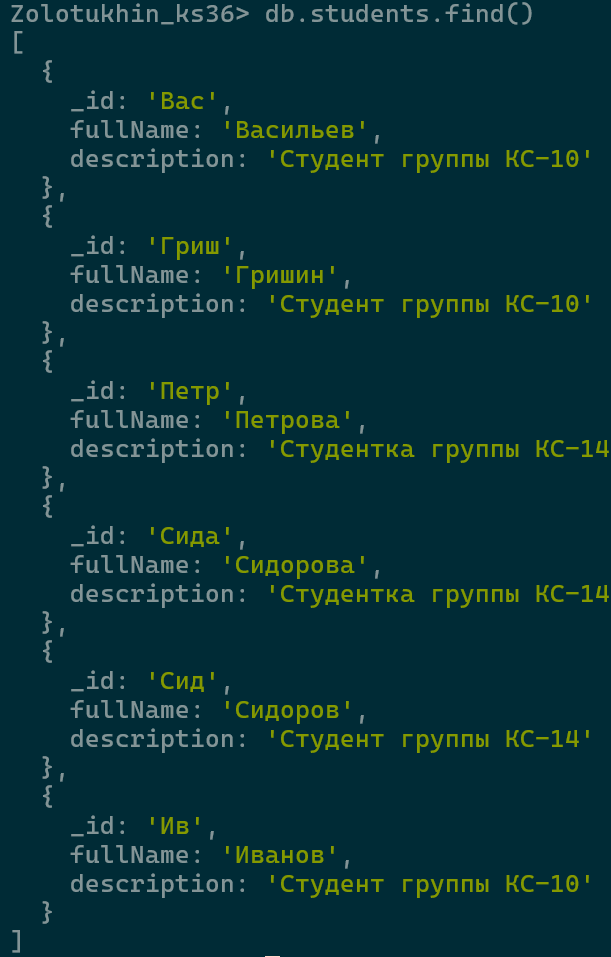 Zolotukhin_ks36> db.students.find()
[
  {
    _id: 'Вас',
    fullName: 'Васильев',
    description: 'Студент группы КС-10'
  },
  {
    _id: 'Гриш',
    fullName: 'Гришин',
    description: 'Студент группы КС-10'
  },
  {
    _id: 'Петр',
    fullName: 'Петрова',
    description: 'Студентка группы КС-14
  },
  {
    _id: 'Сида',
    fullName: 'Сидорова',
    description: 'Студентка группы КС-14
  },
  {
    _id: 'Сид',
    fullName: 'Сидоров',
    description: 'Студент группы КС-14'
  },
  {
    _id: 'Ив',
    fullName: 'Иванов',
    description: 'Студент группы КС-10'
  }
]